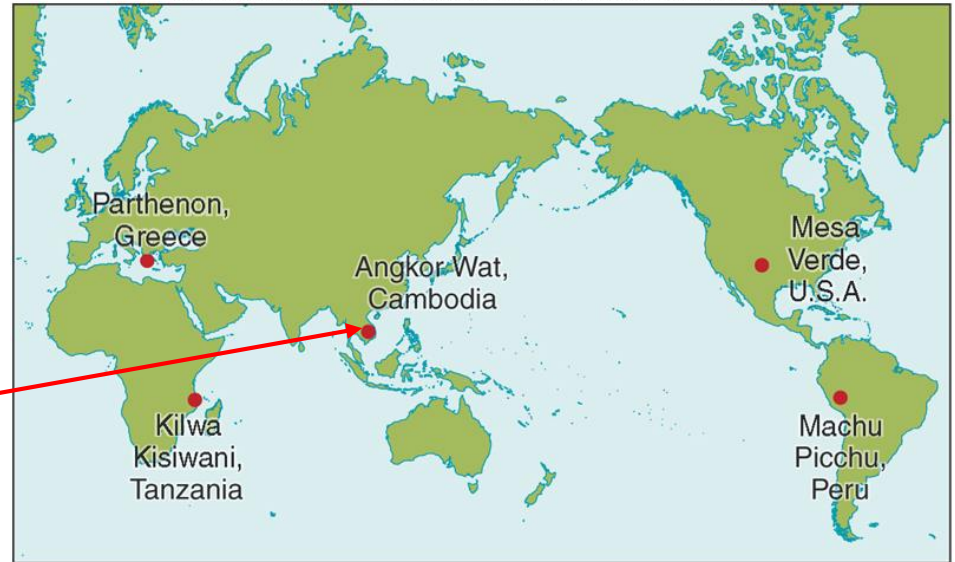 Parthenon,
Greece
Angkor Wat,
Cambodia
Mesa
Verde,
U.S.A.
Kilwa
Kisiwani,
Tanzania
Machu
Picchu,
Peru